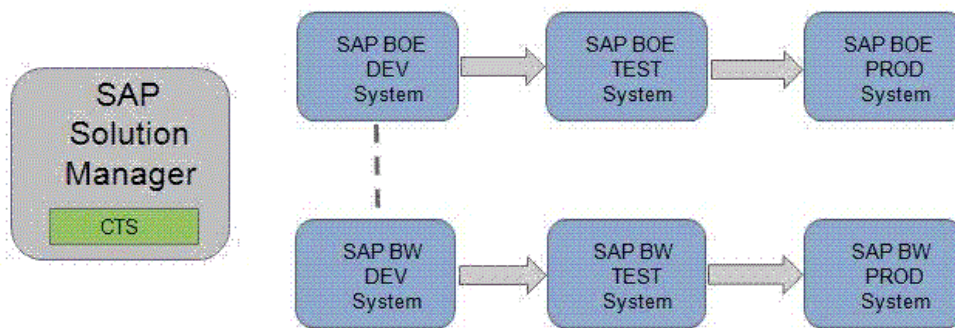 SAP
Solution
Manager
CTS
SAP BOE
DEV
System
SAP BOE
TEST
System
SAP BOE
PROD
System
SAP BW
DEV
System
SAP BW
TEST
System
SAP BW
PROD
System